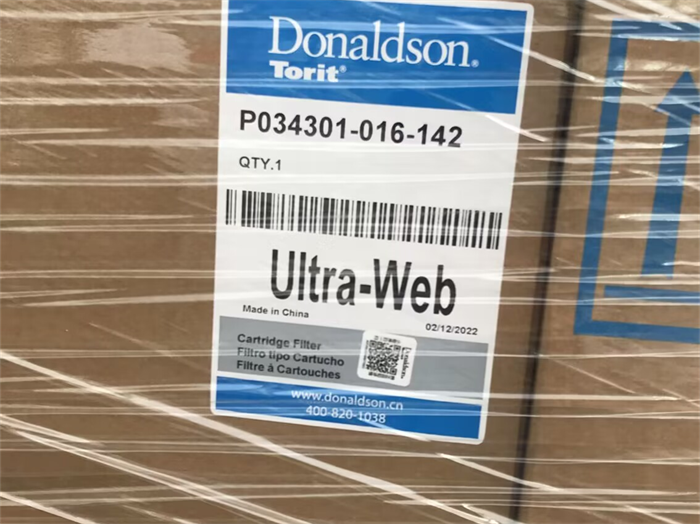 Donaldson®
Torit®
P034301-016-142
QTY.1
Ultra-Web
Made in China
02/12/2022
Cartridge Filter
Filtro tipo Cartucho
Filtre à Cartouches
www.donaldson.cn
400-820-1038